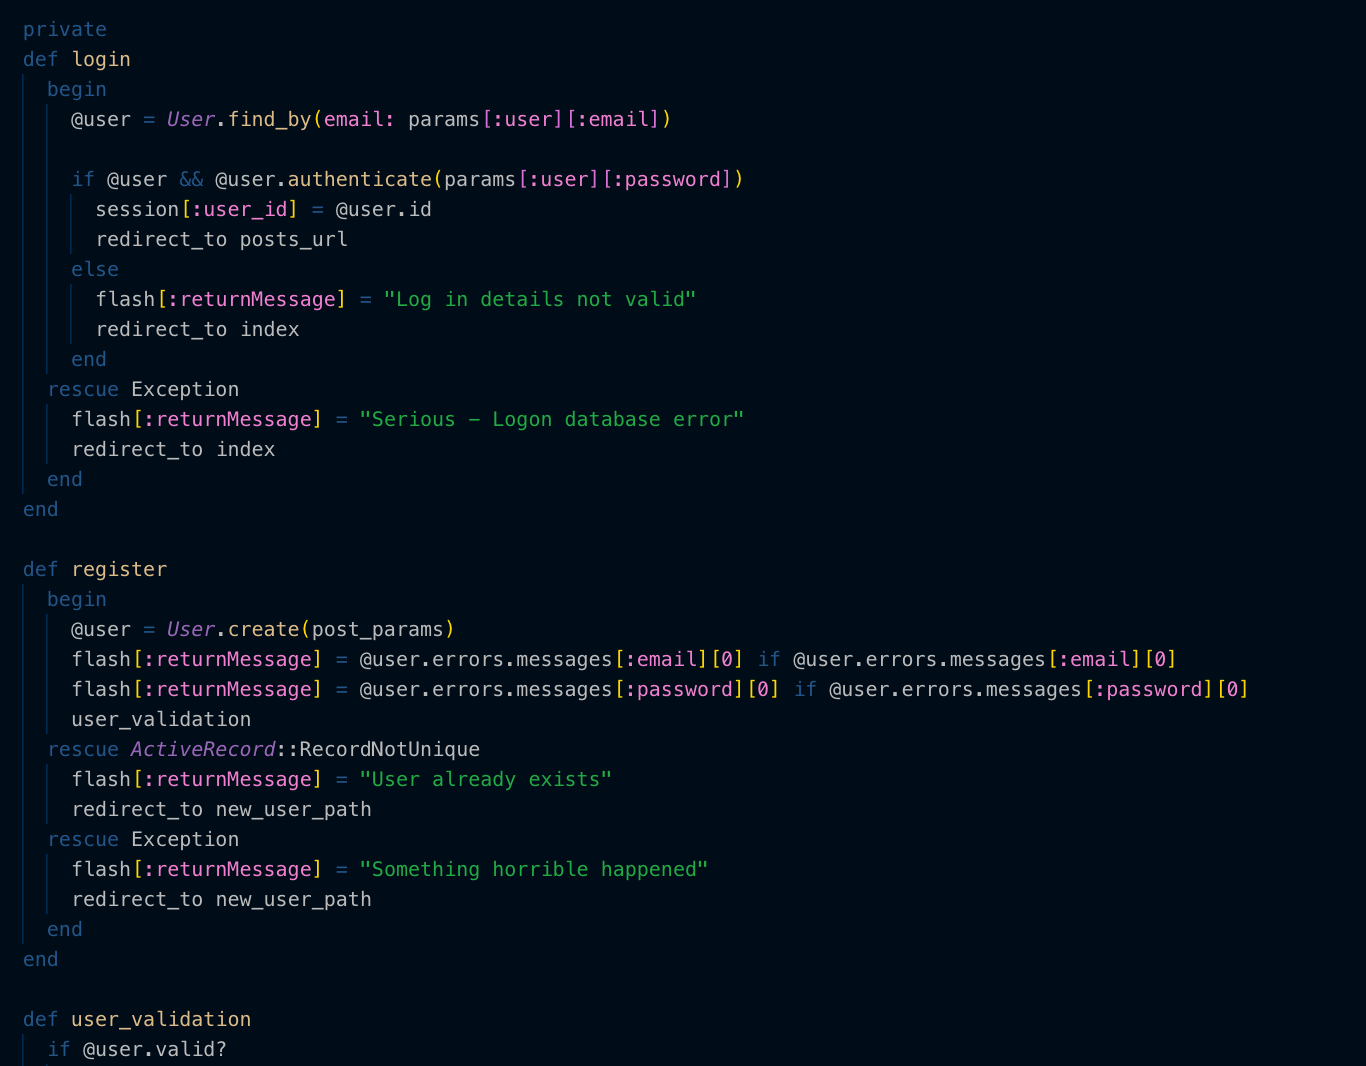 private
def login
  begin
    @user = User.find_by(email: params[:user][:email])

    if @user && @user.authenticate(params[:user][:password])
      session[:user_id] = @user.id
      redirect_to posts_url
    else
      flash[:returnMessage] = "Log in details not valid"
      redirect_to index
    end
  rescue Exception
    flash[:returnMessage] = "Serious – Logon database error"
    redirect_to index
  end
end

def register
  begin
    @user = User.create(post_params)
    flash[:returnMessage] = @user.errors.messages[:email][0] if @user.errors.messages[:email][0]
    flash[:returnMessage] = @user.errors.messages[:password][0] if @user.errors.messages[:password][0]
    user_validation
  rescue ActiveRecord::RecordNotUnique
    flash[:returnMessage] = "User already exists"
    redirect_to new_user_path
  rescue Exception
    flash[:returnMessage] = "Something horrible happened"
    redirect_to new_user_path
  end
end

def user_validation
  if @user.valid?